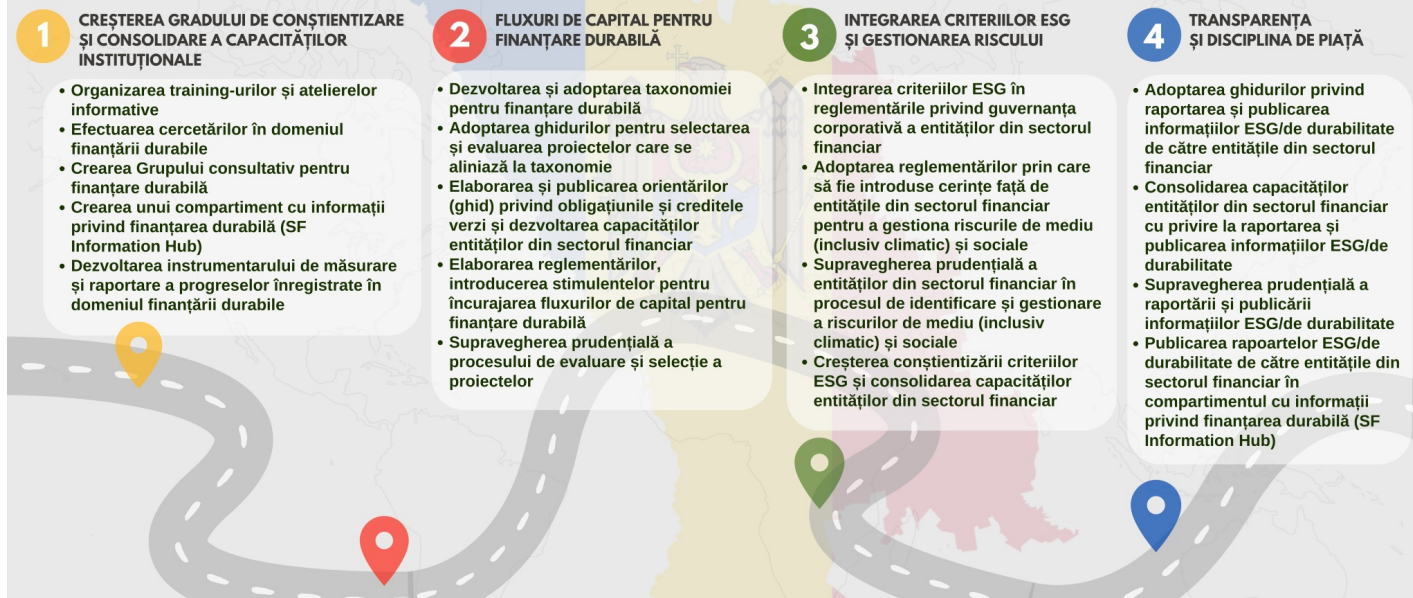 1
CREȘTEREA GRADULUI DE CONȘTIENTIZARE
ȘI CONSOLIDARE A CAPACITĂȚILOR
INSTITUȚIONALE
• Organizarea training-urilor și atelierelor
informative
• Efectuarea cercetărilor în domeniul
finanțării durabile
• Crearea Grupului consultativ pentru
finanțare durabilă
• Crearea unui compartiment cu informații
privind finanțarea durabilă (SF
Information Hub)
• Dezvoltarea instrumentarului de măsurare
și raportare a progreselor înregistrate în
domeniul finanțării durabile
2
FLUXURI DE CAPITAL PENTRU
FINANȚARE DURABILĂ
• Dezvoltarea și adoptarea taxonomiei
pentru finanțare durabilă
• Adoptarea ghidurilor pentru selectarea
și evaluarea proiectelor care se
aliniază la taxonomie
• Elaborarea și publicarea orientărilor
(ghid) privind obligațiunile și creditele
verzi și dezvoltarea capacităților
entităților din sectorul financiar
• Elaborarea reglementărilor,
introducerea stimulentelor pentru
încurajarea fluxurilor de capital pentru
finanțare durabilă
• Supravegherea prudențială a
procesului de evaluare și selecție a
proiectelor
3
INTEGRAREA CRITERIILOR ESG
ȘI GESTIONAREA RISCULUI
• Integrarea criteriilor ESG în
reglementările privind guvernanța
corporativă a entităților din sectorul
financiar
• Adoptarea reglementărilor prin care
să fie introduse cerințe față de
entitățile din sectorul financiar
pentru a gestiona riscurile de mediu
(inclusiv climatic) și sociale
• Supravegherea prudențială a
entităților din sectorul financiar în
procesul de identificare și gestionare
a riscurilor de mediu (inclusiv
climatic) și sociale
• Creșterea conștientizării criteriilor
ESG și consolidarea capacităților
entităților din sectorul financiar
4
TRANSPARENȚA
ȘI DISCIPLINA DE PIAȚĂ
• Adoptarea ghidurilor privind
raportarea și publicarea
informațiilor ESG/de durabilitate
de către entitățile din sectorul
financiar
• Consolidarea capacităților
entităților din sectorul financiar
cu privire la raportarea și
publicarea informațiilor ESG/de
durabilitate
• Supravegherea prudențială a
raportării și publicării
informațiilor ESG/de durabilitate
• Publicarea rapoartelor ESG/de
durabilitate de către entitățile din
sectorul financiar în
compartimentul cu informații
privind finanțarea durabilă (SF
Information Hub)